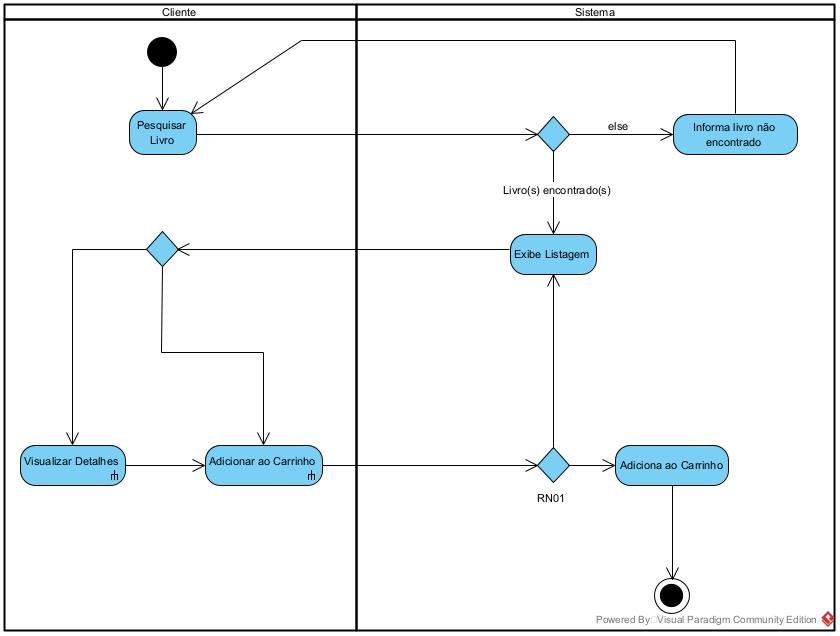 Cliente
Sistema
Pesquisar
Livro
else
Informa livro não
encontrado
Livro(s) encontrado(s)
Exibe Listagem
Visualizar Detalhes
Adicionar ao Carrinho
Adiciona ao Carrinho
RN01
Powered By Visual Paradigm Community Edition